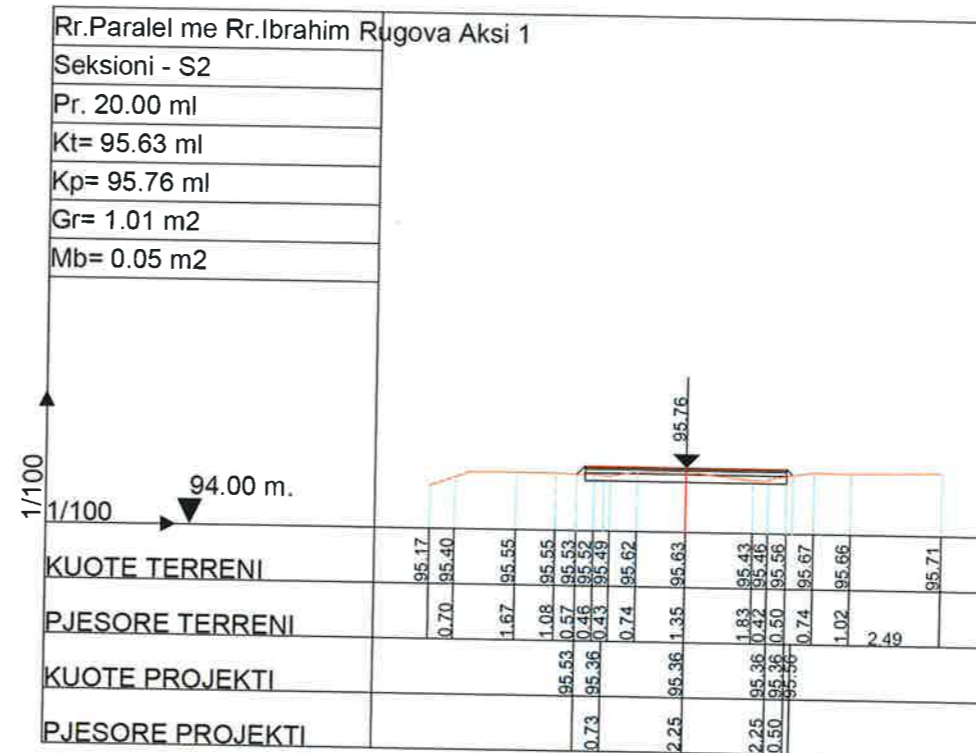 Rr.Paralel me Rr.Ibrahim Rugova Aksi 1
Seksioni - S2
Pr. 20.00 ml
Kt= 95.63 ml
Kp= 95.76 ml
Gr= 1.01 m2
Mb= 0.05 m2
95.76
1/100
94.00 m.
1/100
KUOTE TERRENI 95.17 95.40 95.55 95.55 95.53 95.52 95.49 95.62 95.63 95.43 95.46 95.56 95.67 95.66 95.71
PJESORE TERRENI 0.70 1.67 1.08 0.57 0.46 0.43 0.74 1.35 1.83 0.42 0.50 0.74 1.02 2.49
KUOTE PROJEKTI 95.53 95.36 95.36 95.36 95.36 95.56
PJESORE PROJEKTI 0.73 2.25 2.25 0.50